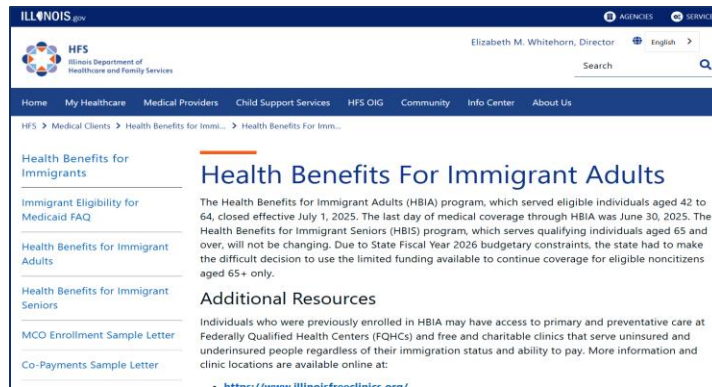 ILLINOIS.gov
AGENCIES
SERVICE
HFS
Illinois Department of
Healthcare and Family Services
Elizabeth M. Whitehorn, Director
English
Search
Home My Healthcare Medical Providers Child Support Services HFS OIG Community Info Center About Us
HFS > Medical Clients > Health Benefits for Immi... > Health Benefits For Imm...
Health Benefits for
Immigrants
Immigrant Eligibility for
Medicaid FAQ
Health Benefits for Immigrant
Adults
Health Benefits for Immigrant
Seniors
MCO Enrollment Sample Letter
Co-Payments Sample Letter
Health Benefits For Immigrant Adults
The Health Benefits for Immigrant Adults (HBIA) program, which served eligible individuals aged 42 to
64, closed effective July 1, 2025. The last day of medical coverage through HBIA was June 30, 2025. The
Health Benefits for Immigrant Seniors (HBIS) program, which serves qualifying individuals aged 65 and
over, will not be changing. Due to State Fiscal Year 2026 budgetary constraints, the state had to make
the difficult decision to use the limited funding available to continue coverage for eligible noncitizens
aged 65+ only.
Additional Resources
Individuals who were previously enrolled in HBIA may have access to primary and preventative care at
Federally Qualified Health Centers (FQHCs) and free and charitable clinics that serve uninsured and
underinsured people regardless of their immigration status and ability to pay. More information and
clinic locations are available online at:
• https://www.illinoisfreeclinics.org/